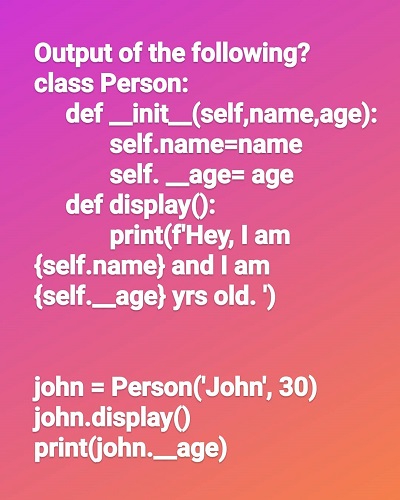 Output of the following?
class Person:
def __init__(self,name,age):
self.name=name
self. __age= age
def display():
print(f'Hey, I am
{self.name} and I am
{self.__age} yrs old. ')
john = Person('John', 30)
john.display()
print(john.__age)